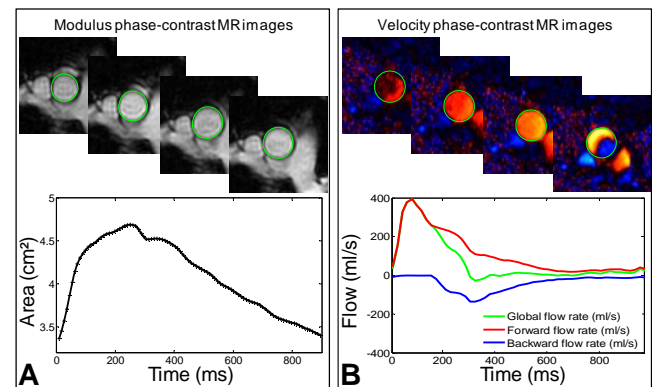 Modulus phase-contrast MR images
Area (cm²)
5
4.5
4
3.5
0 200 400 600 800
Time (ms)
A
Velocity phase-contrast MR images
Flow (ml/s)
400
200
0
-200
-400
Global flow rate (ml/s)
Forward flow rate (ml/s)
Backward flow rate (ml/s)
0 200 400 600 800
Time (ms)
B